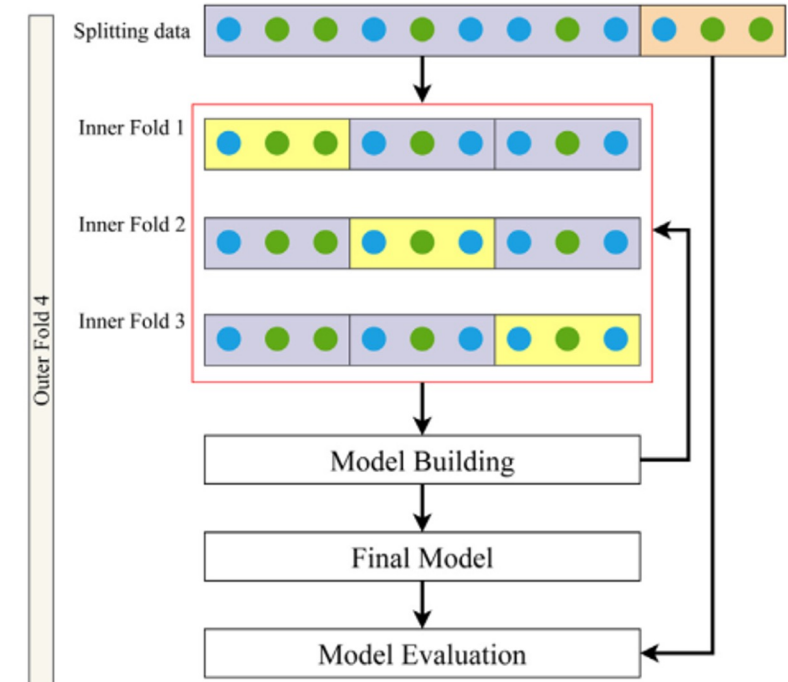 Splitting data
Inner Fold 1
Inner Fold 2
Inner Fold 3
Outer Fold 4
Model Building
Final Model
Model Evaluation